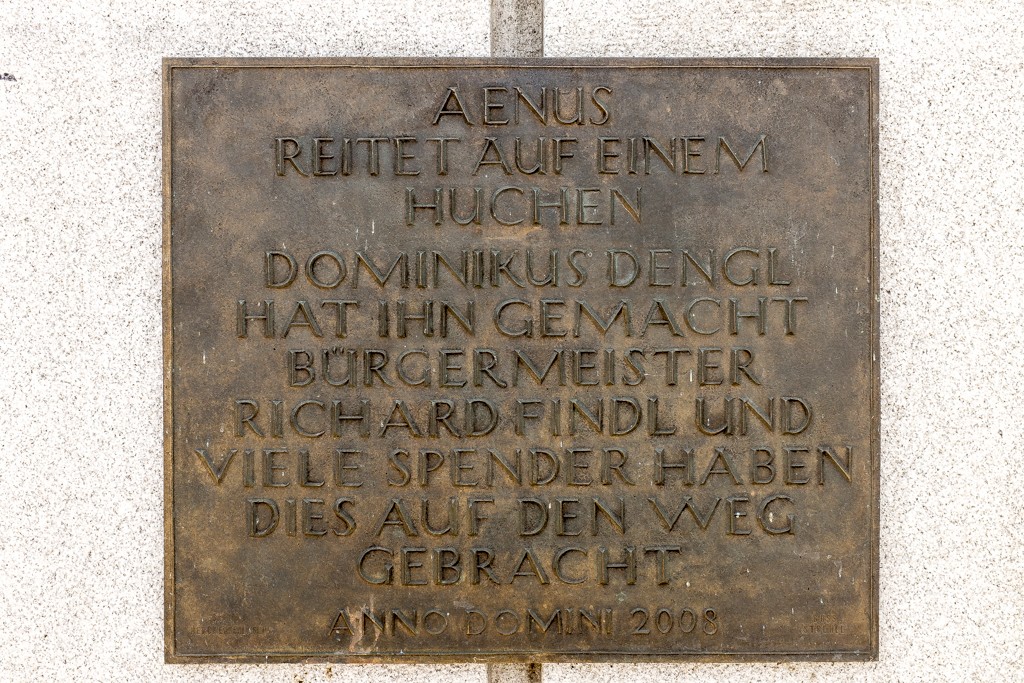 AENUS
REITET AUF EINEM
HUCHEN
DOMINIKUS DENGL
HAT IHN GEMACHT
BÜRGERMEISTER
RICHARD FINDL UND
VIELE SPENDER HABEN
DIES AUF DEN WEG
GEBRACHT
ANNO DOMINI 2008